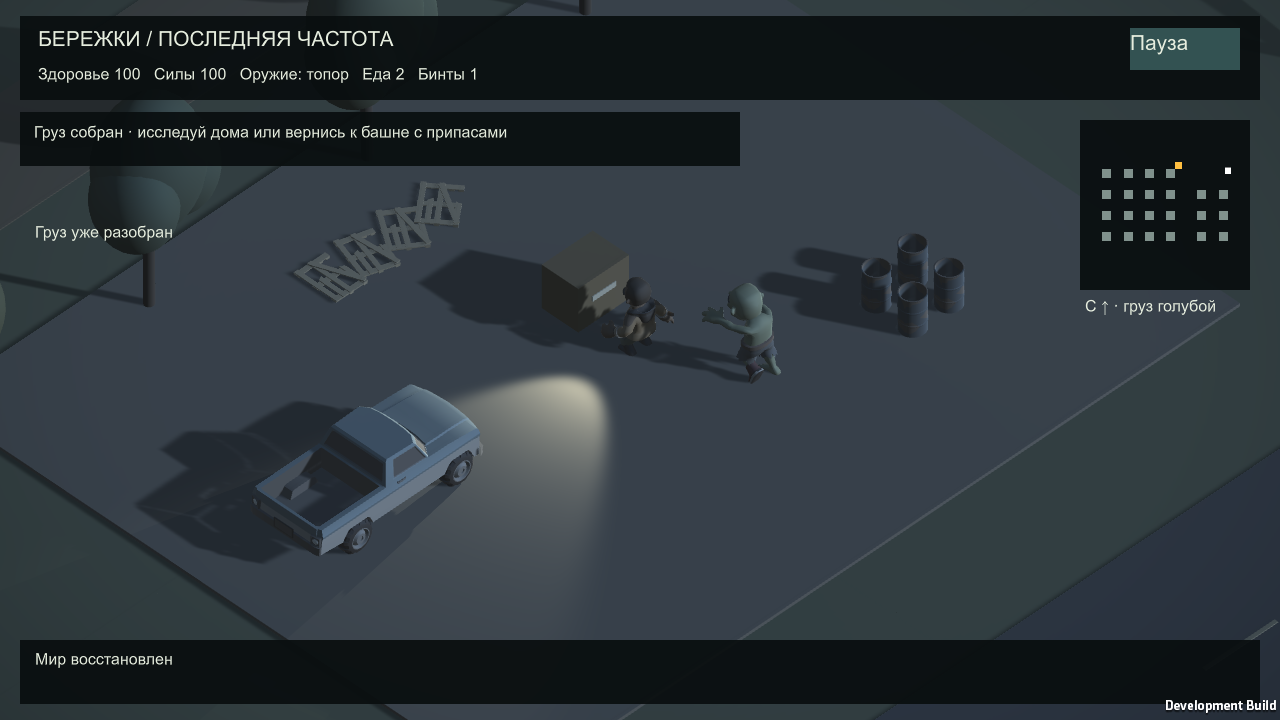 БЕРЕЖКИ / ПОСЛЕДНЯЯ ЧАСТОТА
Пауза
Здоровье 100 Силы 100 Оружие: топор Еда 2 Бинты 1
Груз собран · исследуй дома или вернись к башне с припасами
Груз уже разобран
С ↑ · груз голубой
Мир восстановлен
Development Build